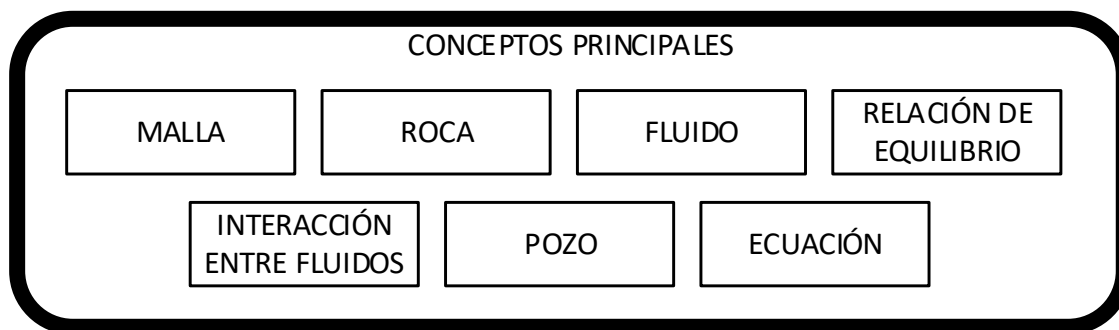 CONCEPTOS PRINCIPALES
MALLA
ROCA
FLUIDO
RELACIÓN DE
EQUILIBRIO
INTERACCIÓN
ENTRE FLUIDOS
POZO
ECUACIÓN